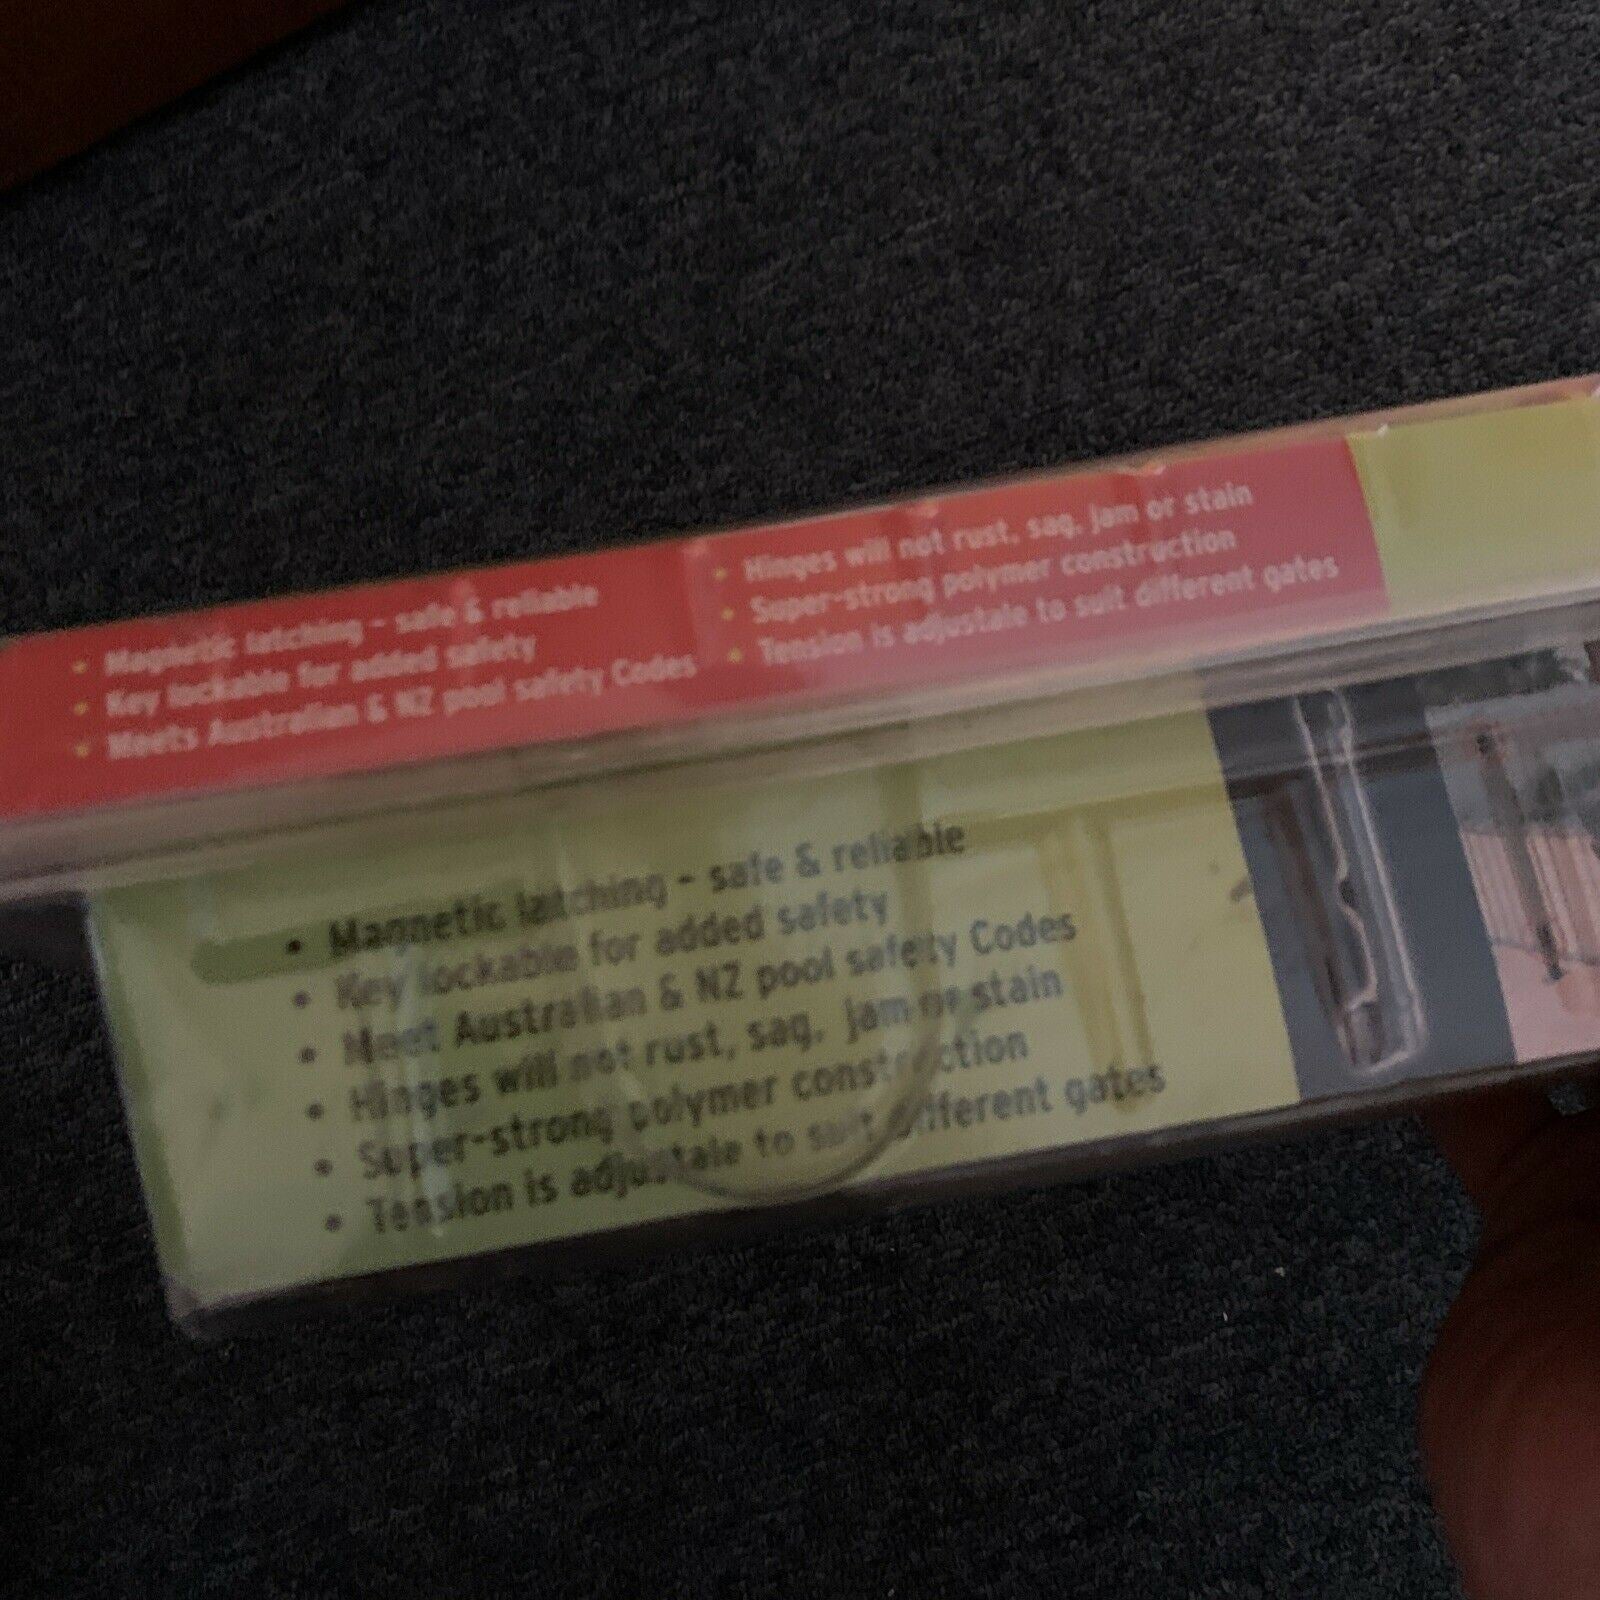 • Magnetic latching - safe & reliable
• Key lockable for added safety
• Meets Australian & NZ pool safety Codes
• Hinges will not rust, sag, jam or stain
• Super-strong polymer construction
• Tension is adjustale to suit different gates
• Magnetic latching - safe & reliable
• Key lockable for added safety
• Meet Australian & NZ pool safety Codes
• Hinges will not rust, sag, jam or stain
• Super-strong polymer construction
• Tension is adjustale to suit different gates